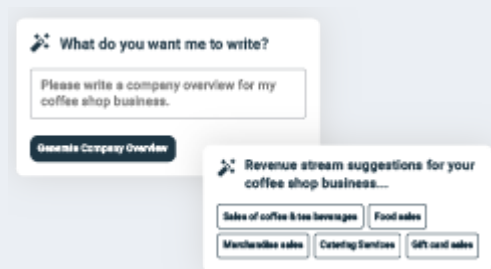 What do you want me to write?
Please write a company overview for my
coffee shop business.
Generate Company Overview
Revenue stream suggestions for your
coffee shop business...
Sales of coffee & tea beverages
Food sales
Merchandise sales
Catering Services
Gift card sales